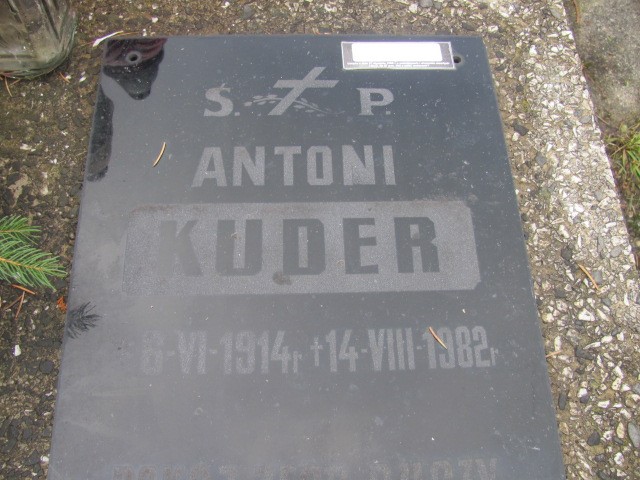 Ś. P.
ANTONI
KUDER
6-VI-1914r †14-VIII-1982r